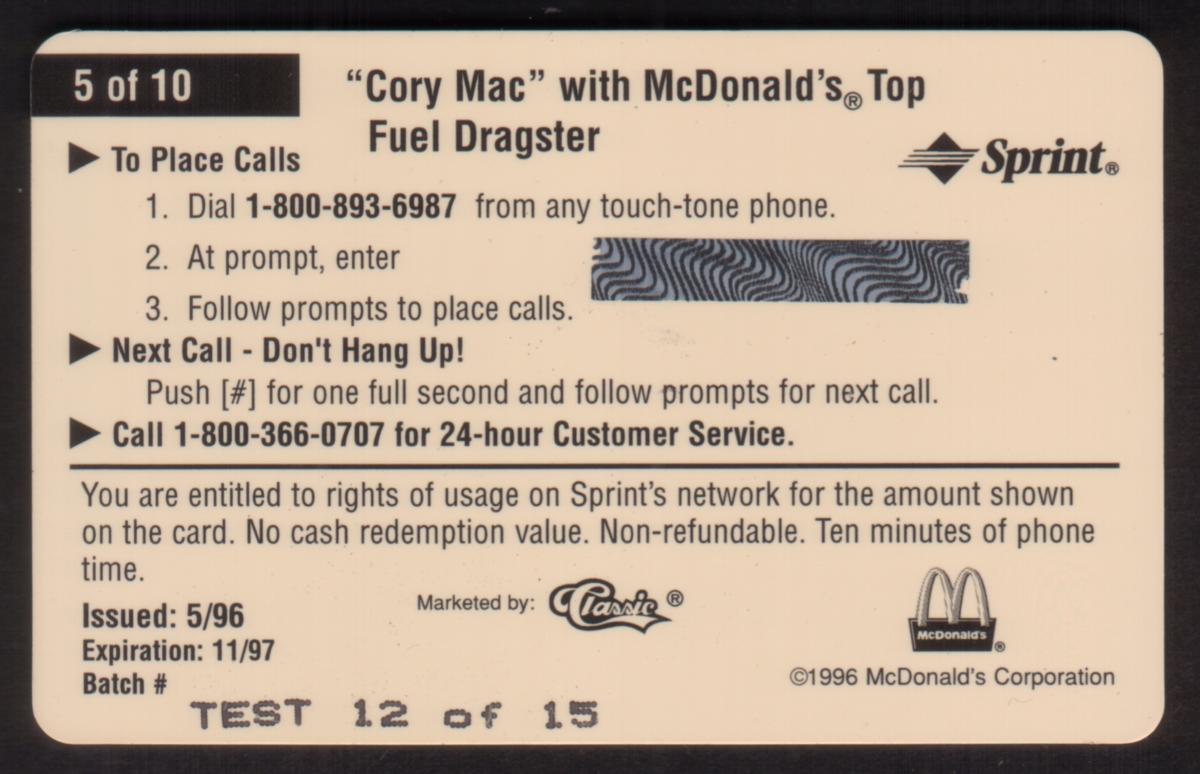 5 of 10
“Cory Mac” with McDonald's® Top
Fuel Dragster
▶ To Place Calls
Sprint®
1. Dial 1-800-893-6987 from any touch-tone phone.
2. At prompt, enter
3. Follow prompts to place calls.
▶ Next Call - Don't Hang Up!
Push [#] for one full second and follow prompts for next call.
▶ Call 1-800-366-0707 for 24-hour Customer Service.
You are entitled to rights of usage on Sprint's network for the amount shown
on the card. No cash redemption value. Non-refundable. Ten minutes of phone
time.
Issued: 5/96
Marketed by: Classic®
McDonald's®
Expiration: 11/97
©1996 McDonald's Corporation
Batch #
TEST 12 of 15